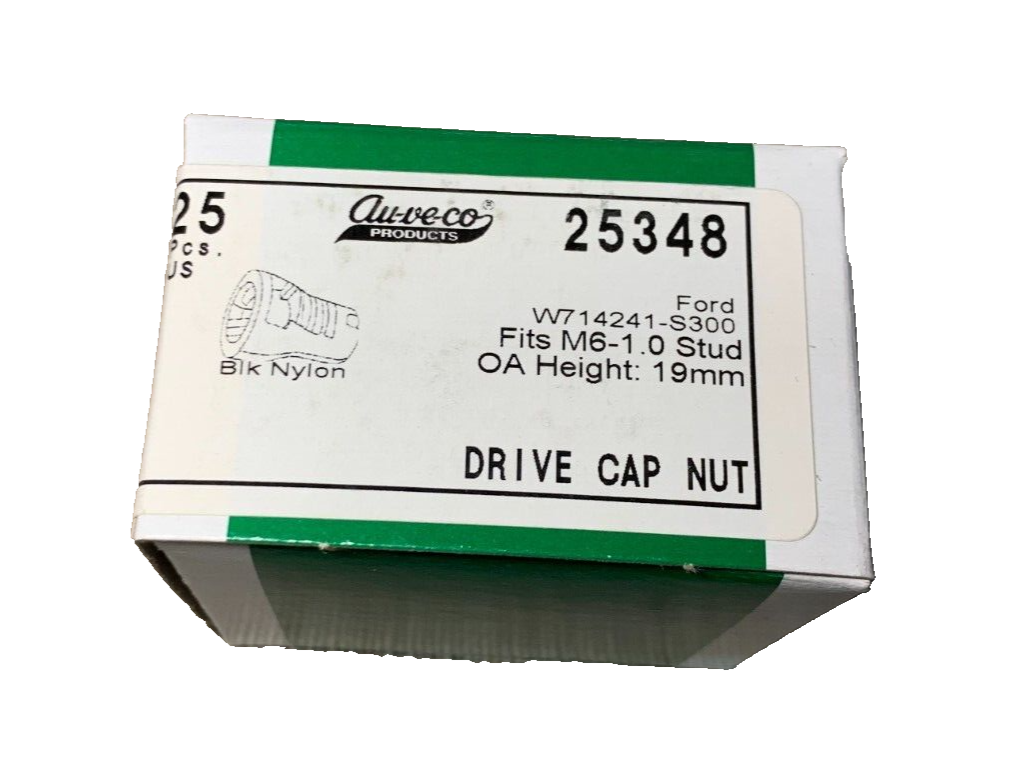 25
Pcs.
US
Au-ve-co®
PRODUCTS
25348
Blk Nylon
Ford
W714241-S300
Fits M6-1.0 Stud
OA Height: 19mm
DRIVE CAP NUT